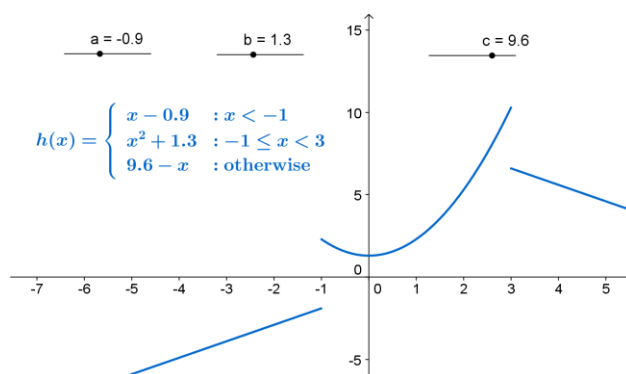 a = -0.9
b = 1.3
c = 9.6
h(x) = { x − 0.9 : x < −1
x² + 1.3 : −1 ≤ x < 3
9.6 − x : otherwise
15
10
5
0
-7 -6 -5 -4 -3 -2 -1 0 1 2 3 4 5
-5